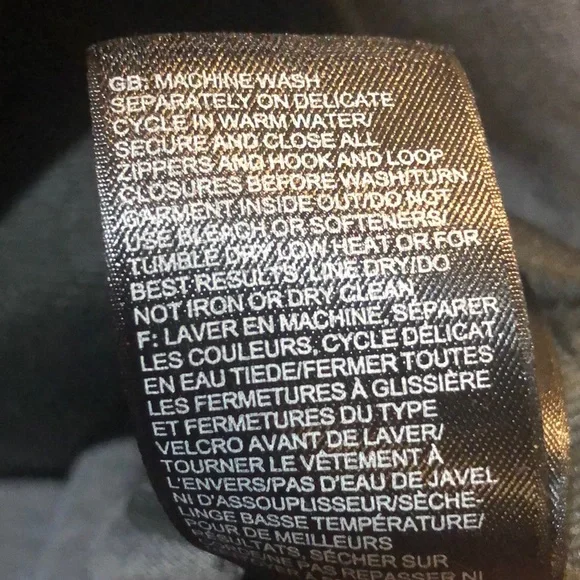 GB: MACHINE WASH
SEPARATELY ON DELICATE
CYCLE IN WARM WATER/
SECURE AND CLOSE ALL
ZIPPERS AND HOOK AND LOOP
CLOSURES BEFORE WASH/TURN
GARMENT INSIDE OUT/DO NOT
USE BLEACH OR SOFTENERS/
TUMBLE DRY LOW HEAT OR FOR
BEST RESULTS, LINE DRY/DO
NOT IRON OR DRY CLEAN
F: LAVER EN MACHINE, SÉPARER
LES COULEURS, CYCLE DÉLICAT
EN EAU TIEDE/FERMER TOUTES
LES FERMETURES À GLISSIÈRE
ET FERMETURES DU TYPE
VELCRO AVANT DE LAVER/
TOURNER LE VÊTEMENT À
L'ENVERS/PAS D'EAU DE JAVEL
NI D'ASSOUPLISSEUR/SÈCHE-
LINGE BASSE TEMPÉRATURE/
POUR DE MEILLEURS
RÉSULTATS, SÉCHER SUR
PAS REPASSER NI